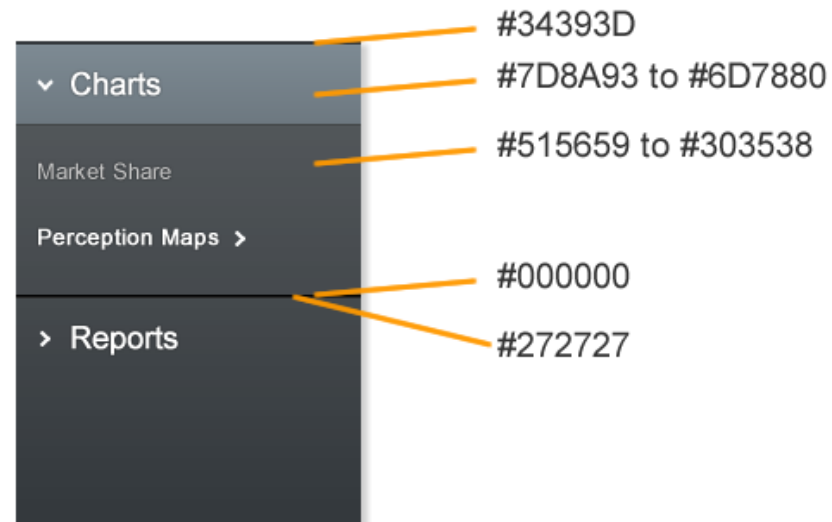 #34393D
Charts
#7D8A93 to #6D7880
#515659 to #303538
Market Share
Perception Maps
#000000
Reports
#272727